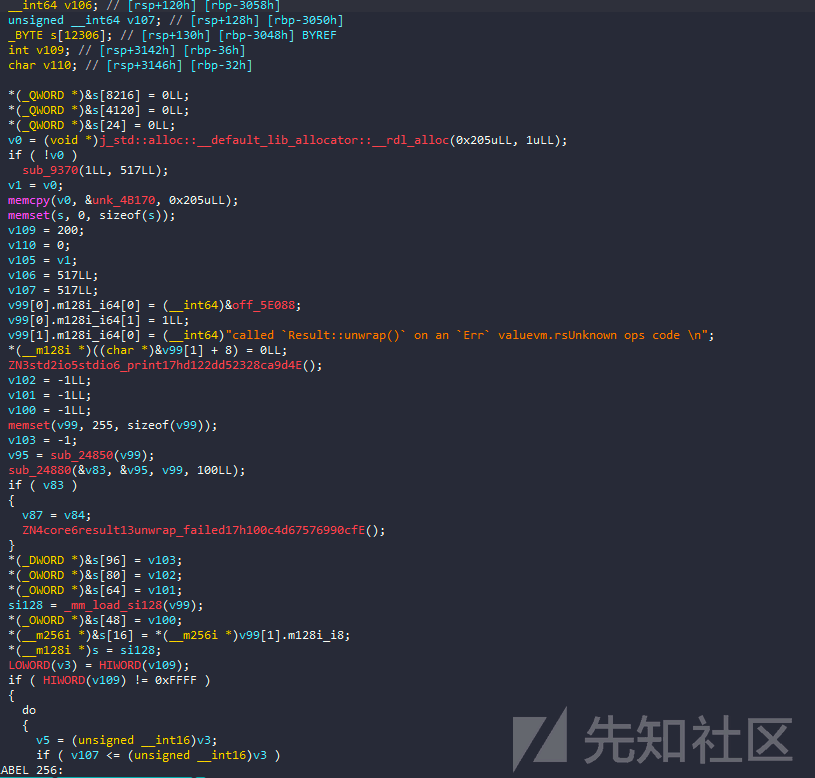 __int64 v106; // [rsp+120h] [rbp-3058h]
unsigned __int64 v107; // [rsp+128h] [rbp-3050h]
_BYTE s[12306]; // [rsp+130h] [rbp-3048h] BYREF
int v109; // [rsp+3142h] [rbp-36h]
char v110; // [rsp+3146h] [rbp-32h]
*(_QWORD *)&s[8216] = 0LL;
*(_QWORD *)&s[4120] = 0LL;
*(_QWORD *)&s[24] = 0LL;
v0 = (void *)j_std::alloc::__default_lib_allocator::__rdl_alloc(0x205uLL, 1uLL);
if ( !v0 )
sub_9370(1LL, 517LL);
v1 = v0;
memcpy(v0, &unk_4B170, 0x205uLL);
memset(s, 0, sizeof(s));
v109 = 200;
v110 = 0;
v105 = v1;
v106 = 517LL;
v107 = 517LL;
v99[0].m128i_i64[0] = (__int64)&off_5E088;
v99[0].m128i_i64[1] = 1LL;
v99[1].m128i_i64[0] = (__int64)"called `Result::unwrap()` on an `Err` valuevm.rsUnknown ops code \n";
*(__m128i *)((char *)&v99[1] + 8) = 0LL;
ZN3std2io5stdio6_print17hd122dd52328ca9d4E();
v102 = -1LL;
v101 = -1LL;
v100 = -1LL;
memset(v99, 255, sizeof(v99));
v103 = -1;
v95 = sub_24850(v99);
sub_24880(&v83, &v95, v99, 100LL);
if ( v83 )
{
v87 = v84;
ZN4core6result13unwrap_failed17h100c4d67576990cfE();
}
*(_DWORD *)&s[96] = v103;
*(_OWORD *)&s[80] = v102;
*(_OWORD *)&s[64] = v101;
si128 = _mm_load_si128(v99);
*(_OWORD *)&s[48] = v100;
*(__m256i *)&s[16] = *(__m256i *)v99[1].m128i_i8;
*(__m128i *)s = si128;
LOWORD(v3) = HIWORD(v109);
if ( HIWORD(v109) != 0xFFFF )
{
do
{
v5 = (unsigned __int16)v3;
if ( v107 <= (unsigned __int16)v3 )
ABEL 256:
先知社区